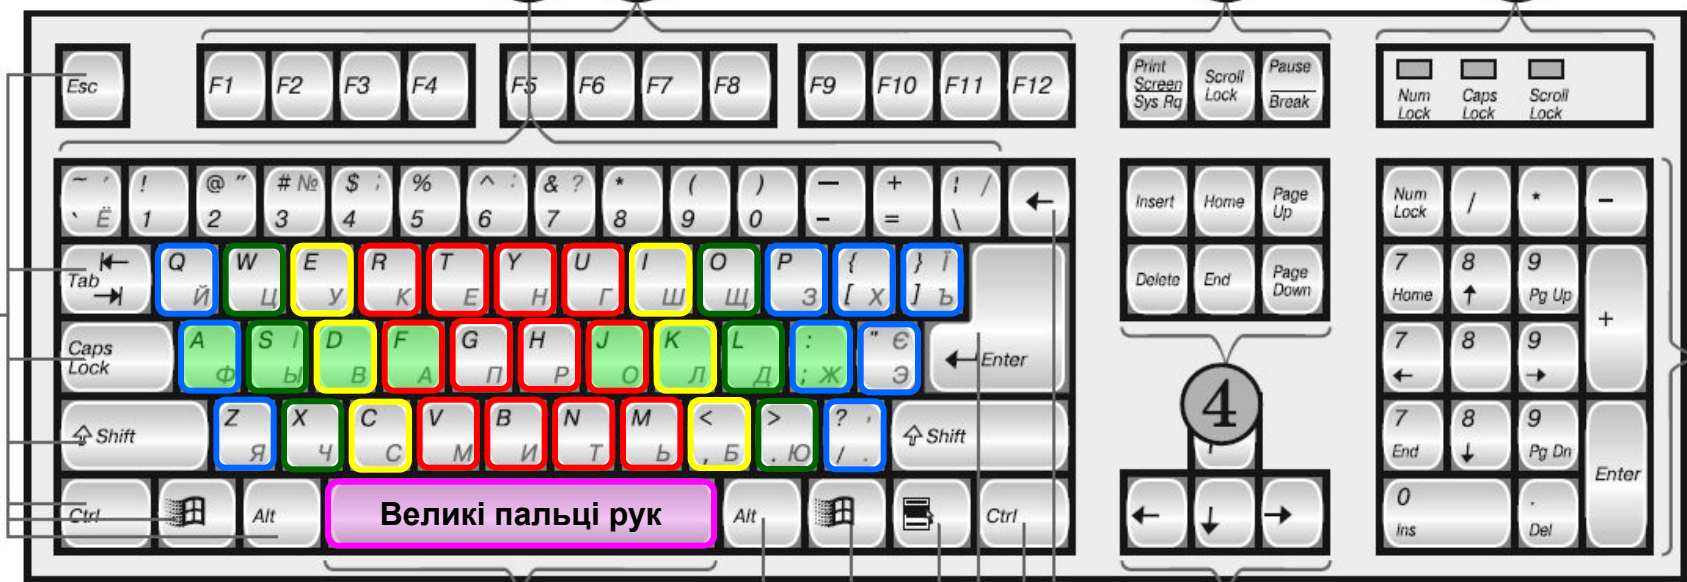 Esc F1 F2 F3 F4 F5 F6 F7 F8 F9 F10 F11 F12
Print Screen Sys Rq
Scroll Lock
Pause Break
Num Lock
Caps Lock
Scroll Lock
~ ′ ` Ë ! 1 @ ″ 2 # № 3 $ ; 4 % 5 ^ : 6 & ? 7 * 8 ( 9 ) 0 — - + = ¦ / \ ←
Insert Home Page Up
Num Lock / * -
Tab Q Й W Ц E У R К T Е Y Н U Г I Ш O Щ P З { [ Х } Ї ] Ъ
Delete End Page Down
7 Home 8 ↑ 9 Pg Up +
Caps Lock A Ф S І Ы D В F А G П H Р J О K Л L Д : ; Ж " Є Э ← Enter
7 ← 8 9 →
4
Shift Z Я X Ч C С V М B И N Т M Ь < , Б > . Ю ? ′ / . Shift
7 End 8 ↓ 9 Pg Dn Enter
Ctrl Alt Великі пальці рук Alt Ctrl
← ↓ →
0 Ins . Del